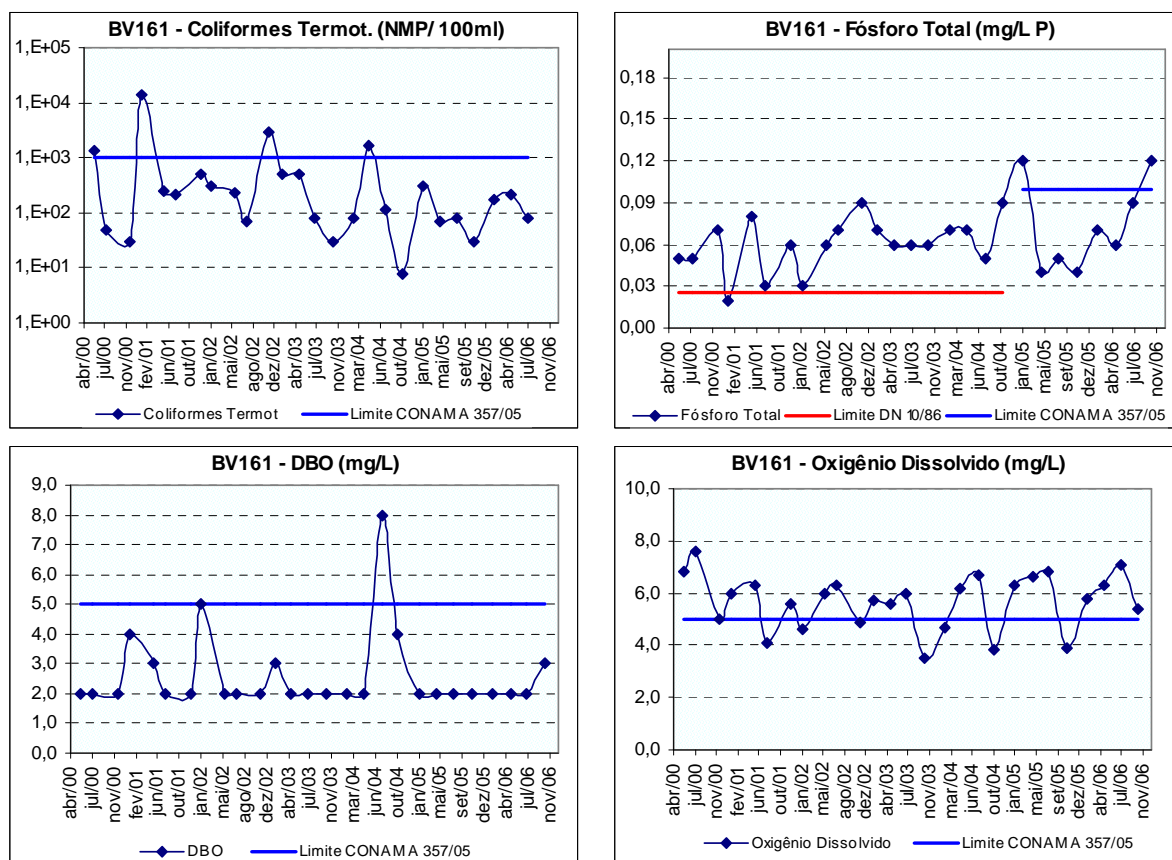 BV161 - Coliformes Termot. (NMP/ 100ml)
1,E+05
1,E+04
1,E+03
1,E+02
1,E+01
1,E+00
abr/00
jul/00
nov/00
fevi/01
jun/01
out/01
jan/02
mai/02
ago/02
dez/02
abr/03
jul/03
nov/03
mar/04
jun/04
out/04
jan/05
mai/05
set/05
dez/05
abr/06
jul/06
nov/06
Coliformes Termot
Limite CONAMA 357/05
BV161 - Fósforo Total (mg/L P)
0,18
0,15
0,12
0,09
0,06
0,03
0,00
abr/00
jul/00
nov/00
fev/01
jun/01
out/01
jan/02
mai/02
ago/02
dez/02
abr/03
jul/03
nov/03
mar/04
jun/04
out/04
jan/05
mai/05
set/05
dez/05
abr/06
jul/06
nov/06
Fósforo Total
Limite DN 10/86
Limite CONAMA 357/05
BV161 - DBO (mg/L)
9,0
8,0
7,0
6,0
5,0
4,0
3,0
2,0
1,0
0,0
abr/00
jul/00
nov/00
fev/01
jun/01
out/01
jan/02
mai/02
ago/02
dez/02
abr/03
jul/03
nov/03
mar/04
jun/04
out/04
jan/05
mai/05
set/05
dez/05
abr/06
jul/06
nov/06
DBO
Limite CONAMA 357/05
BV161 - Oxigênio Dissolvido (mg/L)
10,0
8,0
6,0
4,0
2,0
0,0
abr/00
jul/00
nov/00
fev/01
jun/01
out/01
jan/02
mai/02
ago/02
dez/02
abr/03
jul/03
nov/03
mar/04
jun/04
out/04
jan/05
mai/05
set/05
dez/05
abr/06
jul/06
nov/06
Oxigênio Dissolvido
Limite CONAMA 357/05